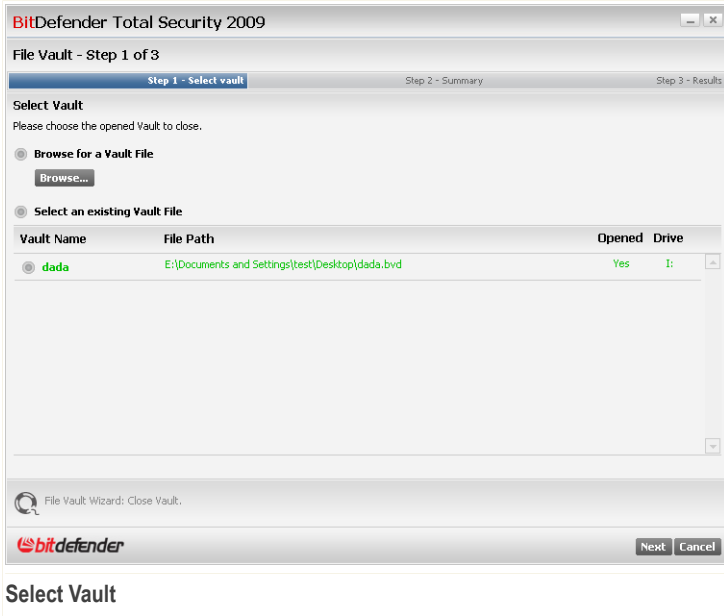 BitDefender Total Security 2009
File Vault - Step 1 of 3
Step 1 - Select vault Step 2 - Summary Step 3 - Results
Select Vault
Please choose the opened Vault to close.
Browse for a Vault File
Browse...
Select an existing Vault File
Vault Name File Path Opened Drive
dada E:\Documents and Settings\test\Desktop\dada.bvd Yes I:
File Vault Wizard: Close Vault.
bitdefender Next Cancel
Select Vault